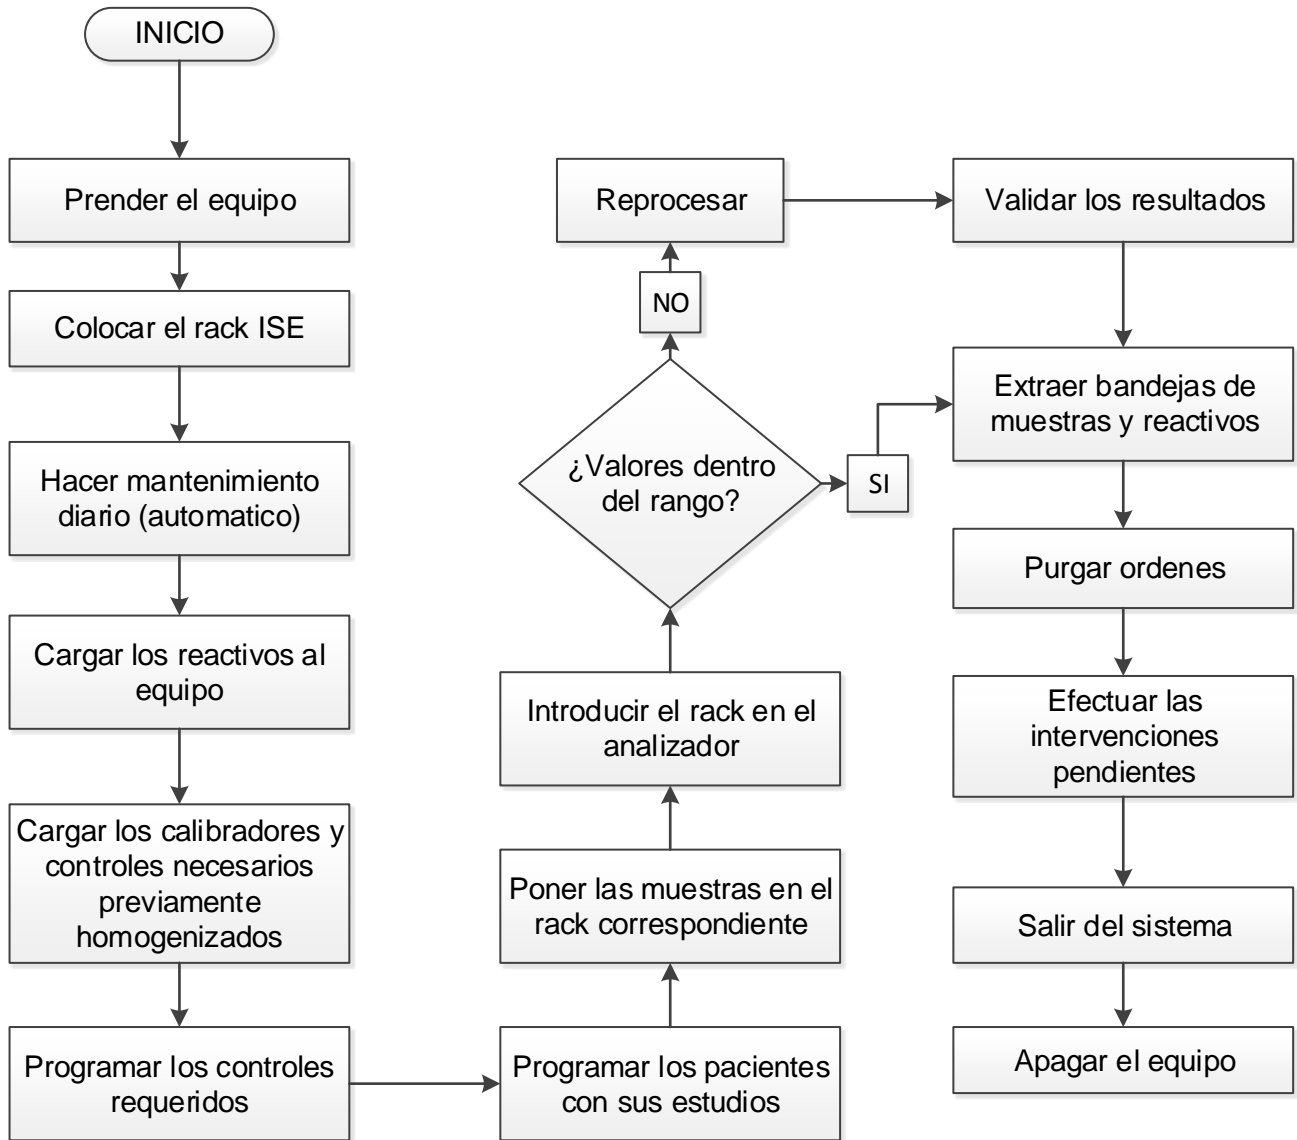 INICIO
Prender el equipo
Colocar el rack ISE
Hacer mantenimiento
diario (automatico)
Cargar los reactivos al
equipo
Cargar los calibradores y
controles necesarios
previamente
homogenizados
Programar los controles
requeridos
Programar los pacientes
con sus estudios
Poner las muestras en el
rack correspondiente
Introducir el rack en el
analizador
¿Valores dentro
del rango?
NO
Reprocesar
SI
Validar los resultados
Extraer bandejas de
muestras y reactivos
Purgar ordenes
Efectuar las
intervenciones
pendientes
Salir del sistema
Apagar el equipo